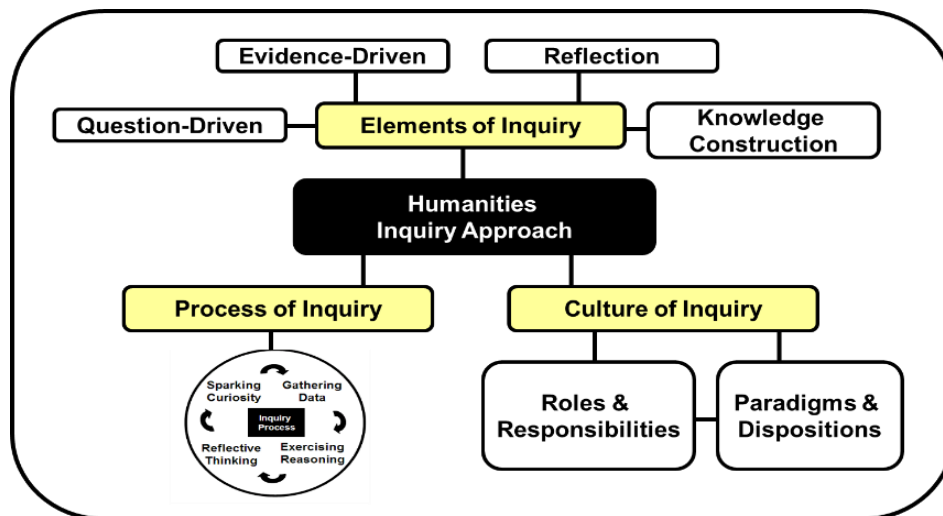 Evidence-Driven
Reflection
Question-Driven
Elements of Inquiry
Knowledge
Construction
Humanities
Inquiry Approach
Process of Inquiry
Culture of Inquiry
Sparking
Curiosity
Gathering
Data
Inquiry
Process
Reflective
Thinking
Exercising
Reasoning
Roles &
Responsibilities
Paradigms &
Dispositions